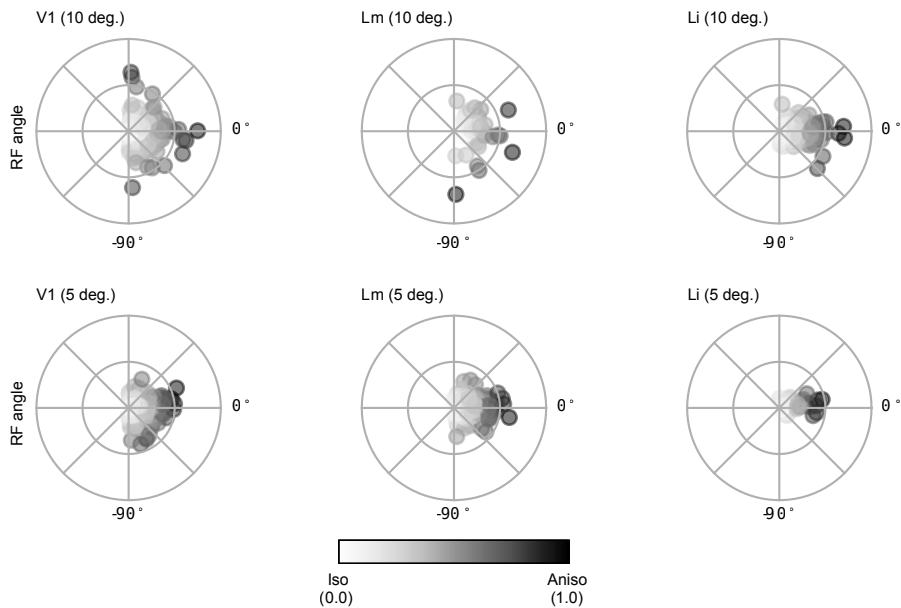 V1 (10 deg.)
Lm (10 deg.)
Li (10 deg.)
RF angle
0°
0°
0°
-90°
-90°
-90°
V1 (5 deg.)
Lm (5 deg.)
Li (5 deg.)
RF angle
0°
0°
0°
-90°
-90°
-90°
Iso
(0.0)
Aniso
(1.0)